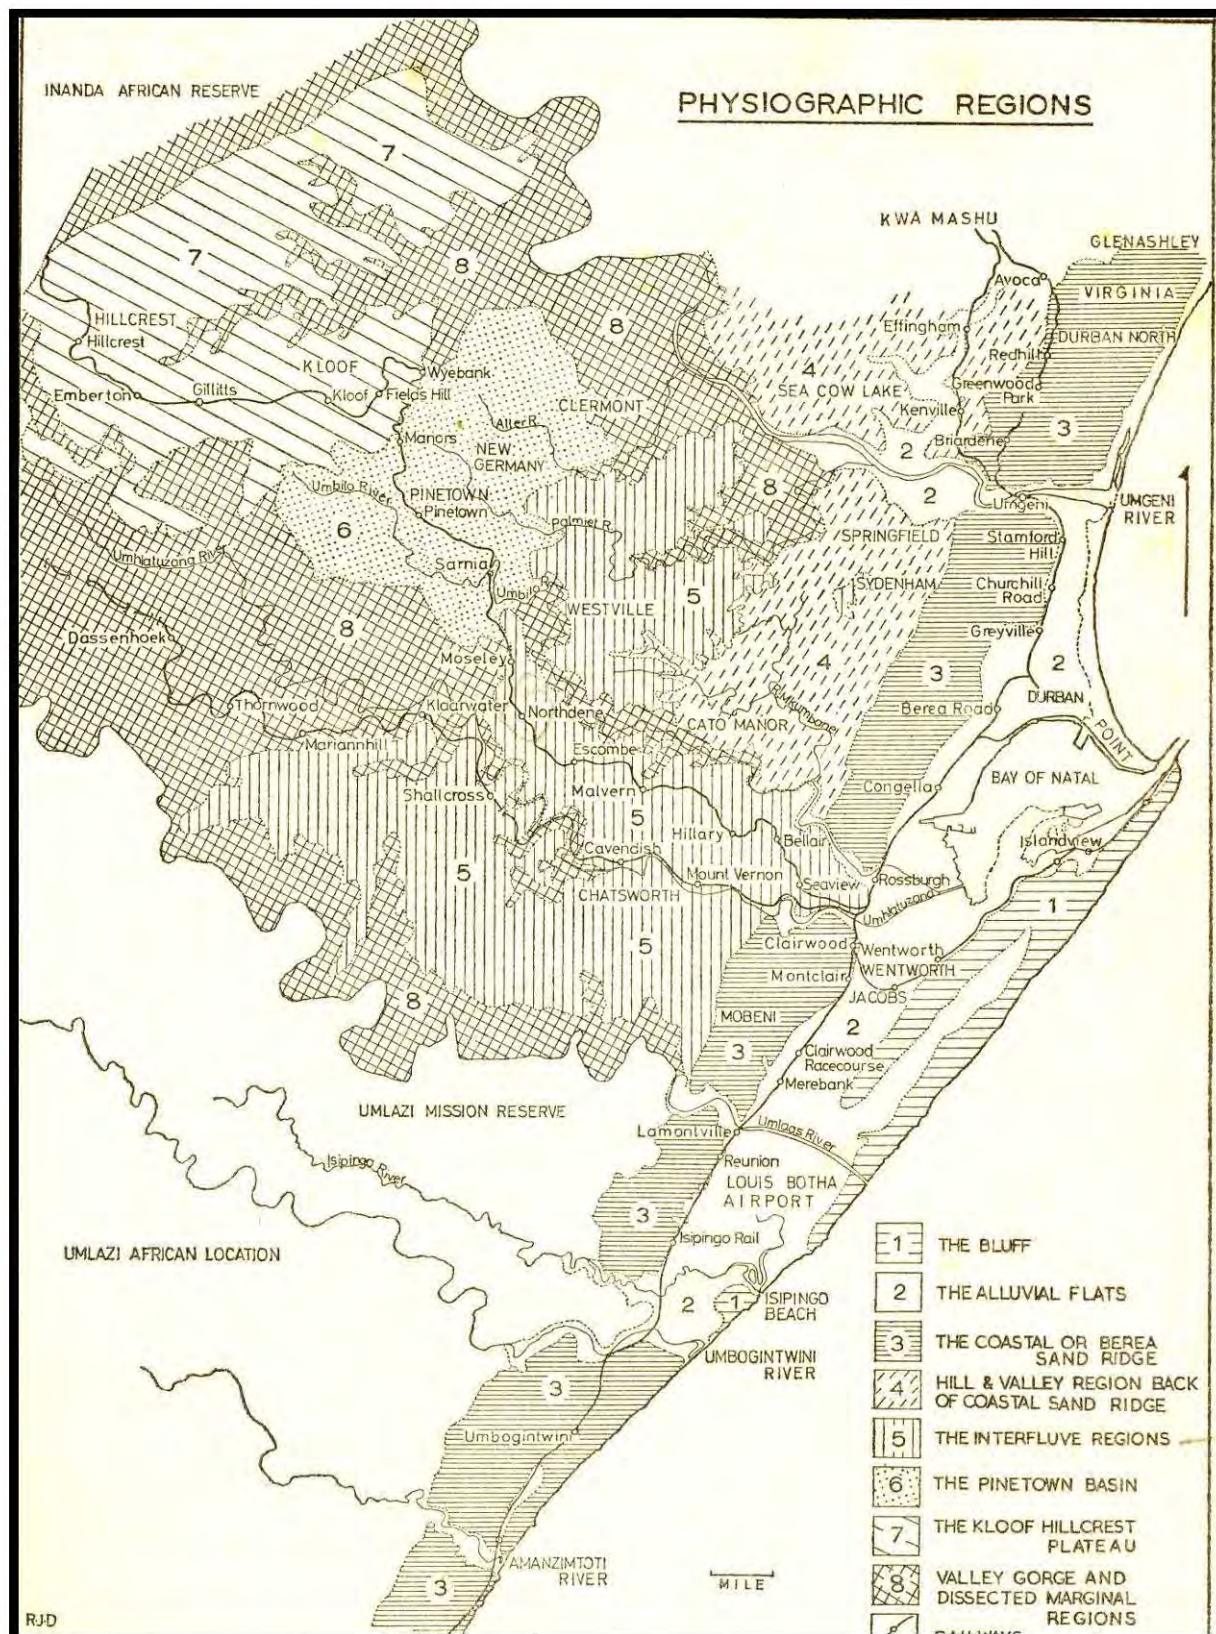 PHYSIOGRAPHIC REGIONS
INANDA AFRICAN RESERVE
7
KWA MASHU
GLENASHLEY
7
8
Avoca
VIRGINIA
8
Effingham
DURBAN NORTH
HILLCREST
Hillcrest
Redhill
KLOOF
Wyebank
4
SEA COW LAKE
Greenwood
Park
Emberton
Gillitts
Kloof
Fields Hill
CLERMONT
Kenville
Aller R.
3
Manors
NEW
GERMANY
2
Briardene
8
Umbilo River
PINETOWN
Pinetown
2
Umgeni
UMGENI
RIVER
6
Palmiet R.
SPRINGFIELD
Stamford
Hill
Umhlatuzana River
Sarnia
SYDENHAM
Churchill
Road
Umbilo R.
WESTVILLE
5
8
Greyville
Dassenhoek
Moseley
4
3
2
DURBAN
Thornwood
Klaarwater
Northdene
CATO MANOR
R. Mkumbane
Berea Road
POINT
Mariannhill
Escombe
BAY OF NATAL
Shallcross
Malvern
Congella
5
Hillary
Bellair
Islandview
Cavendish
5
CHATSWORTH
Mount Vernon
Seaview
Rossburgh
Umhlatuzana
1
5
Clairwood
Wentworth
WENTWORTH
Montclair
8
JACOBS
MOBENI
2
3
Clairwood
Racecourse
Merebank
UMLAZI MISSION RESERVE
Lamontville
Umlaas River
Isipingo River
Reunion
LOUIS BOTHA
AIRPORT
3
Isipingo Rail
UMLAZI AFRICAN LOCATION
2
1
ISIPINGO
BEACH
UMBOGINTWINI
RIVER
3
Umbogintwini
AMANZIMTOTI
RIVER
3
MILE
R.J.D
1 THE BLUFF
2 THE ALLUVIAL FLATS
3 THE COASTAL OR BEREA
SAND RIDGE
4 HILL & VALLEY REGION BACK
OF COASTAL SAND RIDGE
5 THE INTERFLUVE REGIONS
6 THE PINETOWN BASIN
7 THE KLOOF HILLCREST
PLATEAU
8 VALLEY GORGE AND
DISSECTED MARGINAL
REGIONS